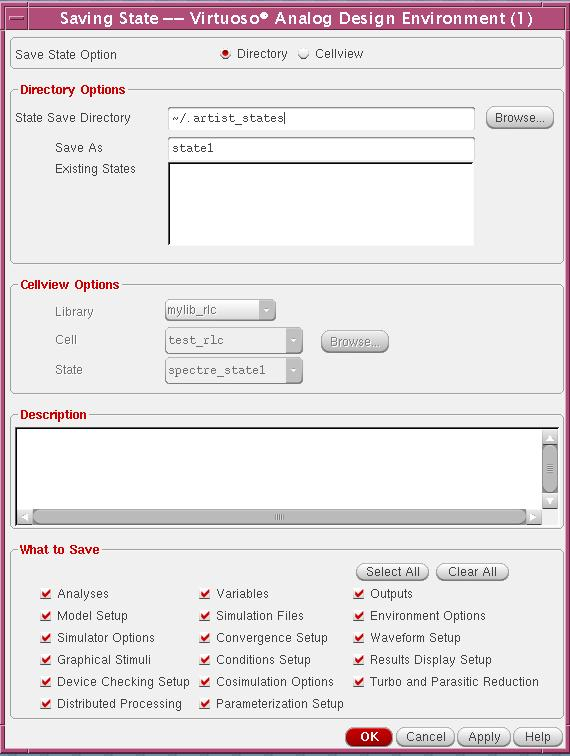 Saving State –– Virtuoso® Analog Design Environment (1)
Save State Option Directory Cellview
Directory Options
State Save Directory ~/.artist_states Browse...
Save As state1
Existing States
Cellview Options
Library mylib_rlc
Cell test_rlc Browse...
State spectre_state1
Description
What to Save
Select All Clear All
Analyses Variables Outputs
Model Setup Simulation Files Environment Options
Simulator Options Convergence Setup Waveform Setup
Graphical Stimuli Conditions Setup Results Display Setup
Device Checking Setup Cosimulation Options Turbo and Parasitic Reduction
Distributed Processing Parameterization Setup
OK Cancel Apply Help